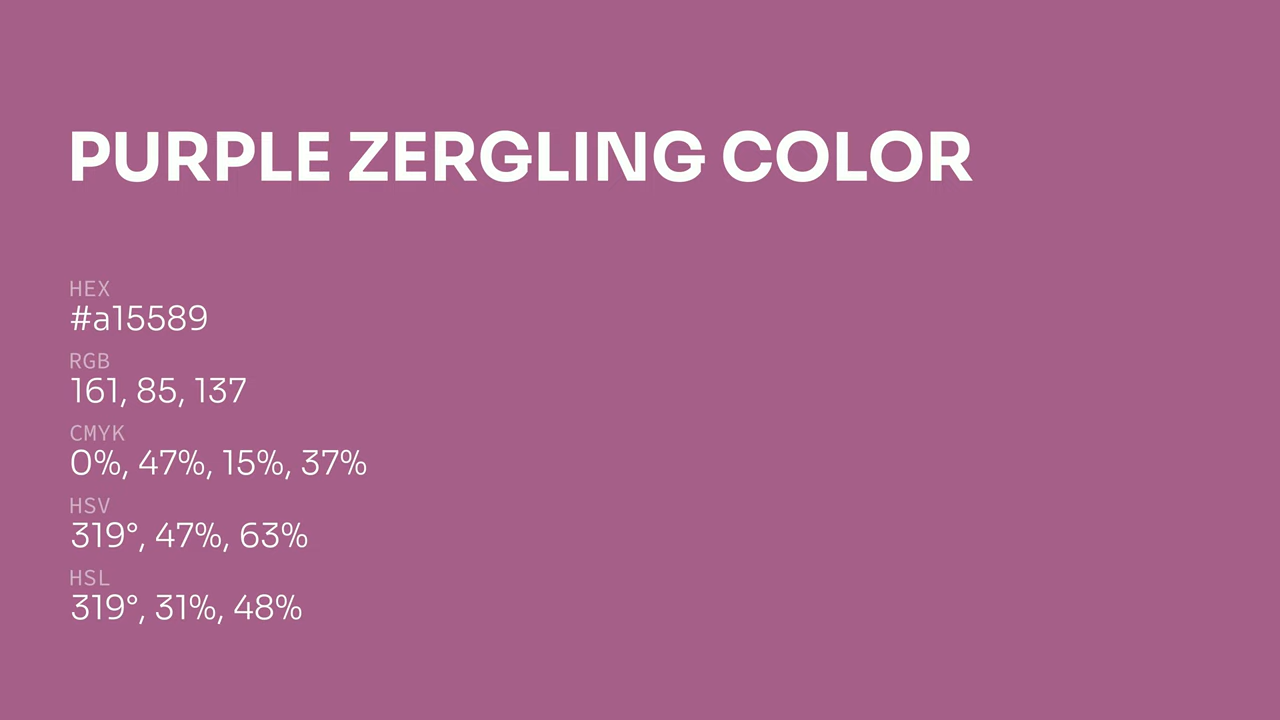 PURPLE ZERGLING COLOR
HEX
#a15589
RGB
161, 85, 137
CMYK
0%, 47%, 15%, 37%
HSV
319°, 47%, 63%
HSL
319°, 31%, 48%